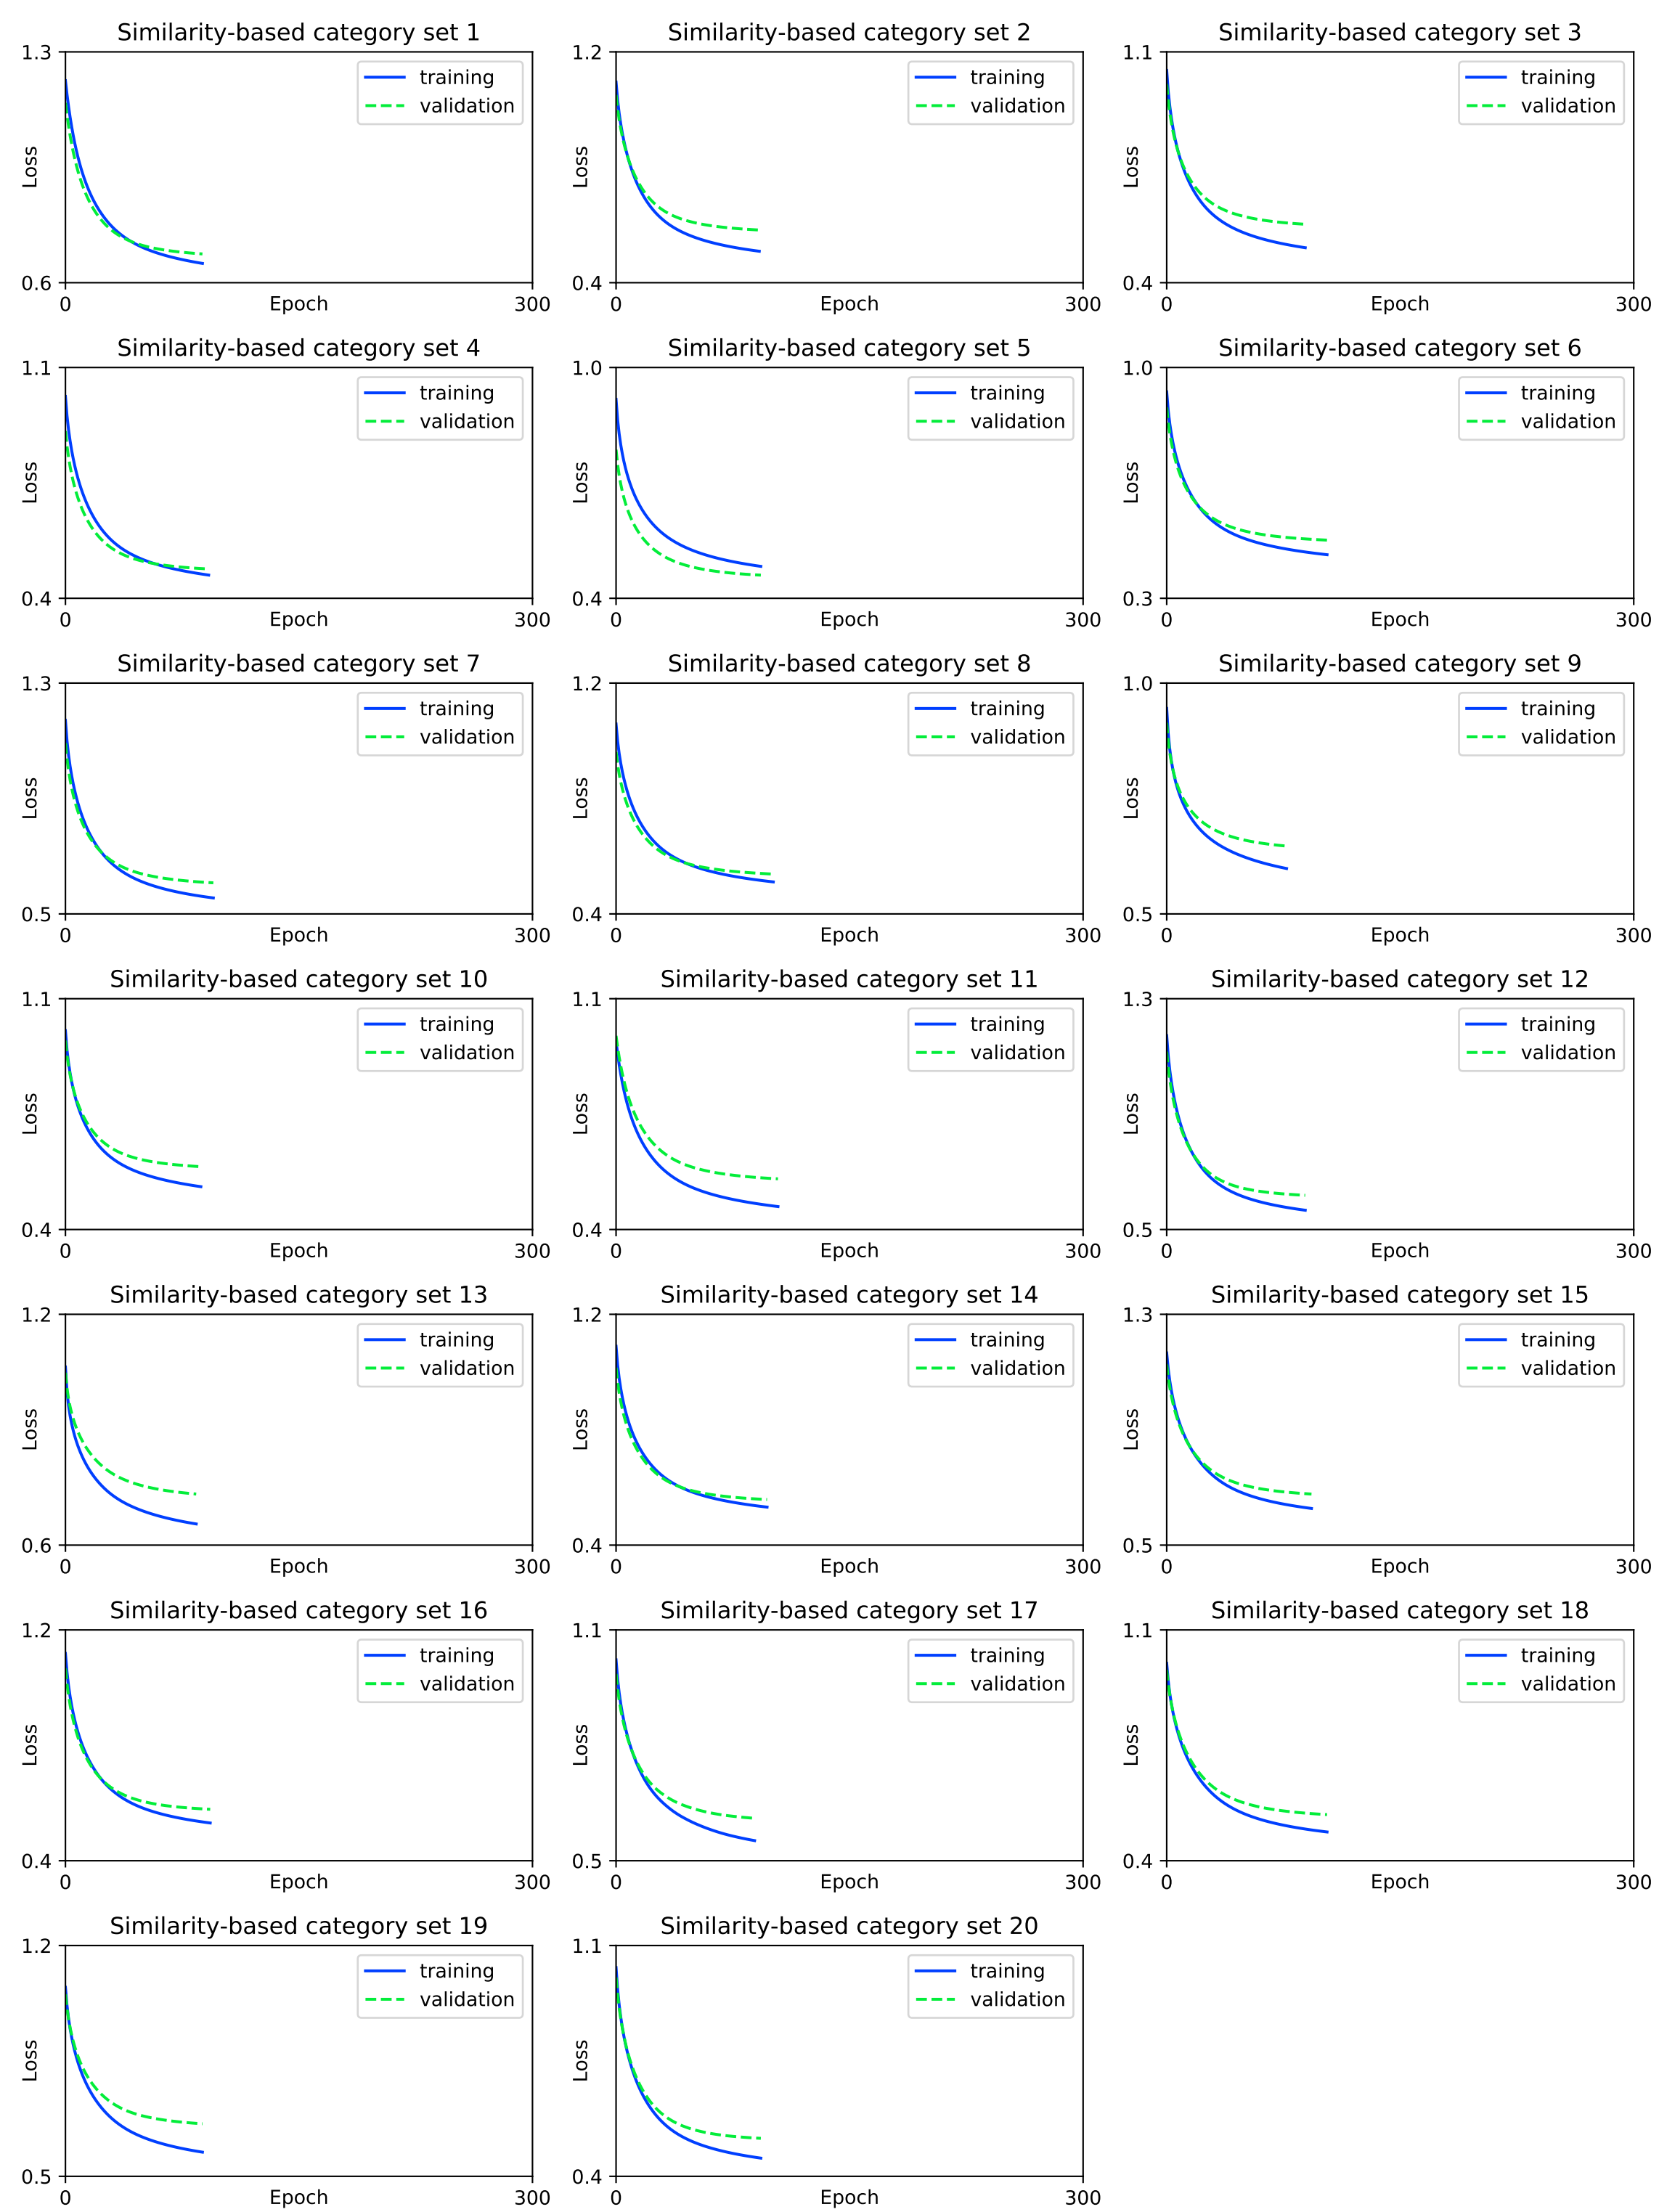 Similarity-based category set 1
1.3
training
validation
Loss
0.6
0
Epoch
300
Similarity-based category set 2
1.2
training
validation
Loss
0.4
0
Epoch
300
Similarity-based category set 3
1.1
training
validation
Loss
0.4
0
Epoch
300
Similarity-based category set 4
1.1
training
validation
Loss
0.4
0
Epoch
300
Similarity-based category set 5
1.0
training
validation
Loss
0.4
0
Epoch
300
Similarity-based category set 6
1.0
training
validation
Loss
0.3
0
Epoch
300
Similarity-based category set 7
1.3
training
validation
Loss
0.5
0
Epoch
300
Similarity-based category set 8
1.2
training
validation
Loss
0.4
0
Epoch
300
Similarity-based category set 9
1.0
training
validation
Loss
0.5
0
Epoch
300
Similarity-based category set 10
1.1
training
validation
Loss
0.4
0
Epoch
300
Similarity-based category set 11
1.1
training
validation
Loss
0.4
0
Epoch
300
Similarity-based category set 12
1.3
training
validation
Loss
0.5
0
Epoch
300
Similarity-based category set 13
1.2
training
validation
Loss
0.6
0
Epoch
300
Similarity-based category set 14
1.2
training
validation
Loss
0.4
0
Epoch
300
Similarity-based category set 15
1.3
training
validation
Loss
0.5
0
Epoch
300
Similarity-based category set 16
1.2
training
validation
Loss
0.4
0
Epoch
300
Similarity-based category set 17
1.1
training
validation
Loss
0.5
0
Epoch
300
Similarity-based category set 18
1.1
training
validation
Loss
0.4
0
Epoch
300
Similarity-based category set 19
1.2
training
validation
Loss
0.5
0
Epoch
300
Similarity-based category set 20
1.1
training
validation
Loss
0.4
0
Epoch
300